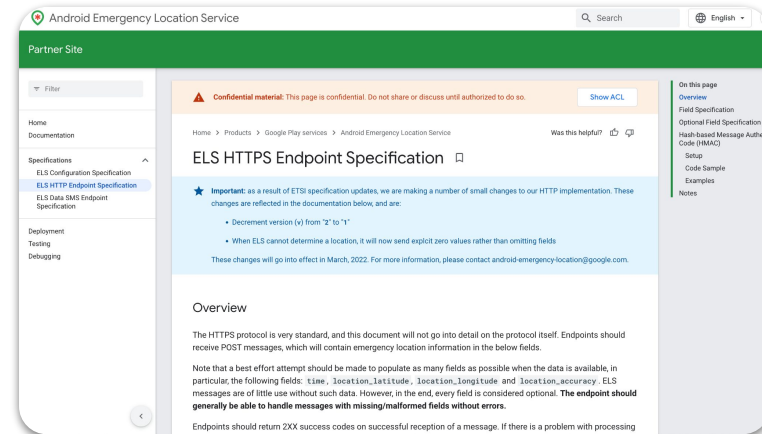 Android Emergency Location Service
Search
English
Partner Site
Filter
Home
Documentation
Specifications
ELS Configuration Specification
ELS HTTP Endpoint Specification
ELS Data SMS Endpoint
Specification
Deployment
Testing
Debugging
Confidential material: This page is confidential. Do not share or discuss until authorized to do so.
Show ACL
Home > Products > Google Play services > Android Emergency Location Service
Was this helpful?
ELS HTTPS Endpoint Specification
Important: as a result of ETSI specification updates, we are making a number of small changes to our HTTP implementation. These
changes are reflected in the documentation below, and are:
• Decrement version (v) from "2" to "1"
• When ELS cannot determine a location, it will now send explcit zero values rather than omitting fields
These changes will go into effect in March, 2022. For more information, please contact android-emergency-location@google.com.
Overview
The HTTPS protocol is very standard, and this document will not go into detail on the protocol itself. Endpoints should
receive POST messages, which will contain emergency location information in the below fields.
Note that a best effort attempt should be made to populate as many fields as possible when the data is available, in
particular, the following fields: time, location_latitude, location_longitude and location_accuracy. ELS
messages are of little use without such data. However, in the end, every field is considered optional. The endpoint should
generally be able to handle messages with missing/malformed fields without errors.
Endpoints should return 2XX success codes on successful reception of a message. If there is a problem with processing
On this page
Overview
Field Specification
Optional Field Specification
Hash-based Message Authe
Code (HMAC)
Setup
Code Sample
Examples
Notes